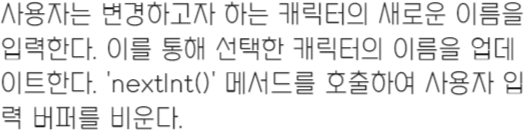 사용자는 변경하고자 하는 캐릭터의 새로운 이름을
입력한다. 이를 통해 선택한 캐릭터의 이름을 업데
이트한다. 'nextInt()' 메서드를 호출하여 사용자 입
력 버퍼를 비운다.